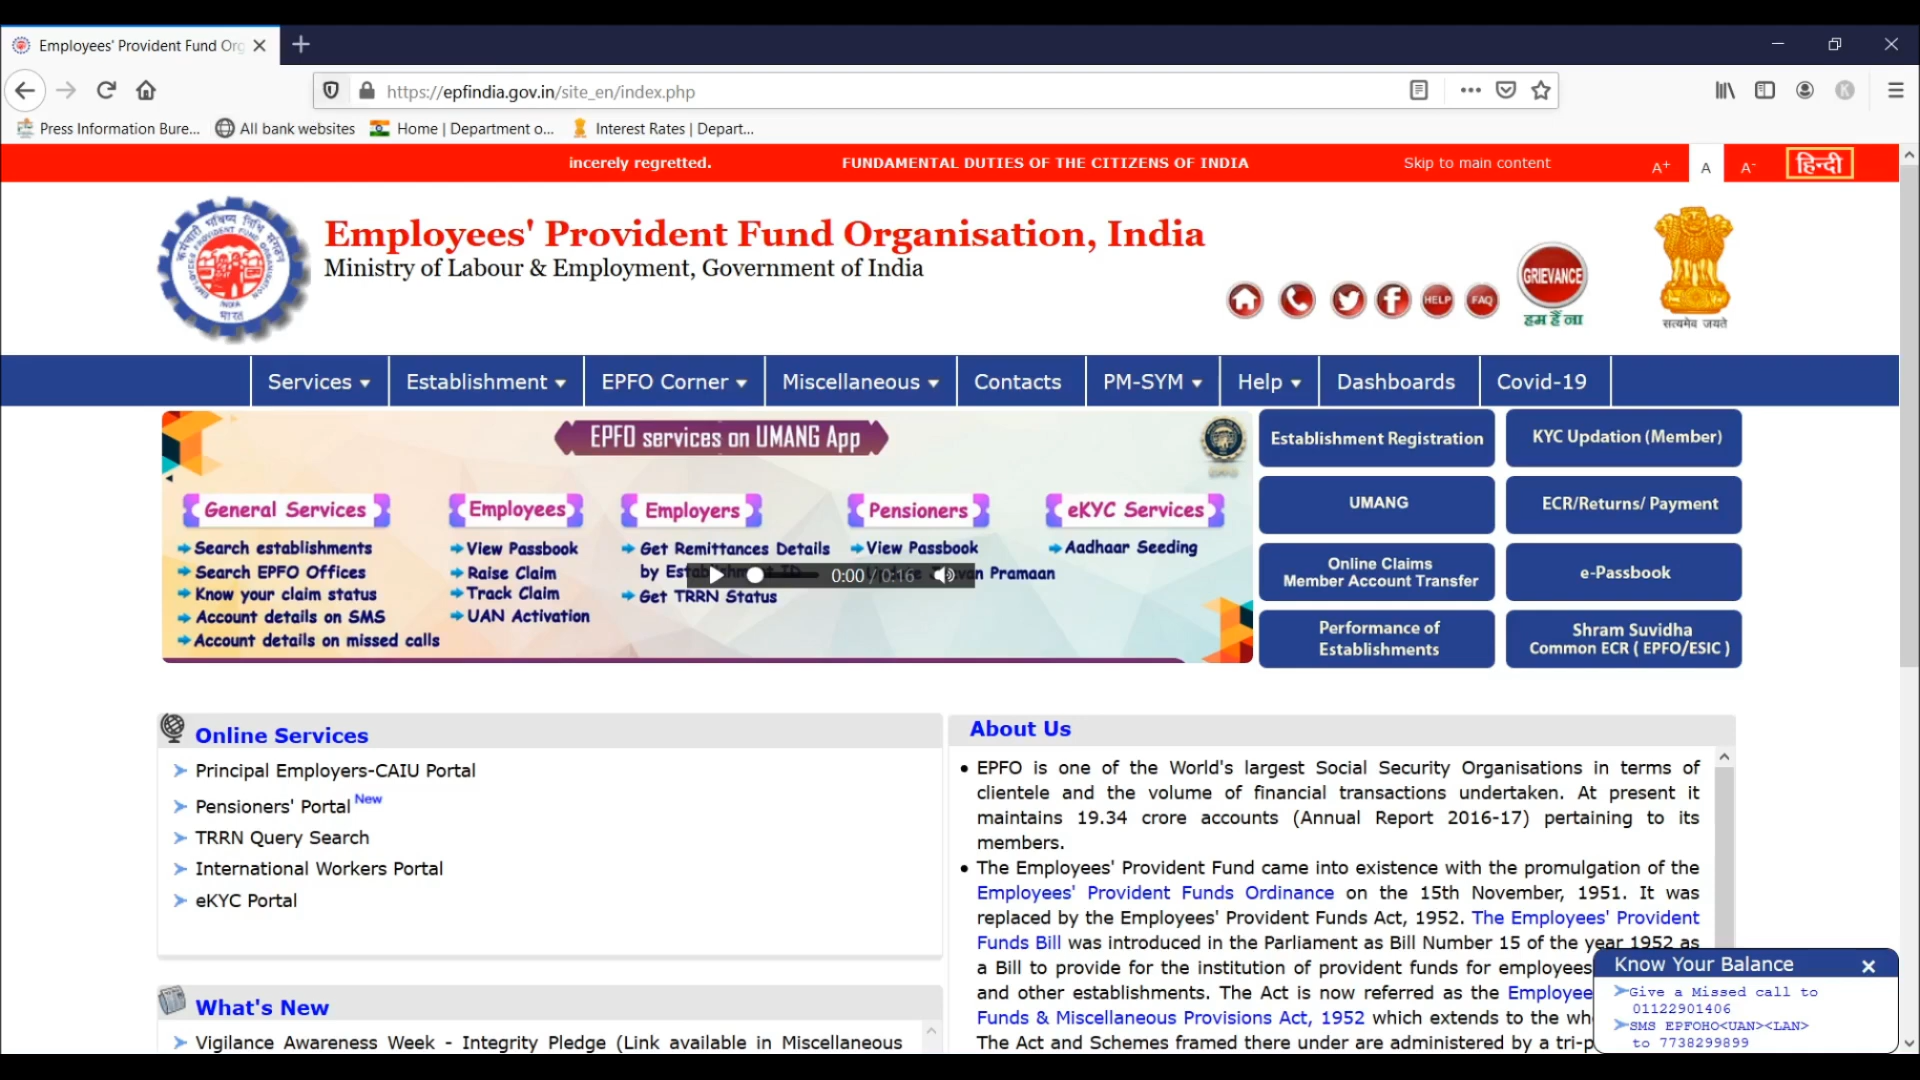 Employees' Provident Fund Org
https://epfindia.gov.in/site_en/index.php
Press Information Bure...
All bank websites
Home | Department o...
Interest Rates | Depart...
incerely regretted.
FUNDAMENTAL DUTIES OF THE CITIZENS OF INDIA
Skip to main content
A+
A
A-
हिन्दी
Employees' Provident Fund Organisation, India
Ministry of Labour & Employment, Government of India
HELP
FAQ
GRIEVANCE
हम हैं ना
सत्यमेव जयते
Services
Establishment
EPFO Corner
Miscellaneous
Contacts
PM-SYM
Help
Dashboards
Covid-19
EPFO services on UMANG App
General Services
Search establishments
Search EPFO Offices
Know your claim status
Account details on SMS
Account details on missed calls
Employees
View Passbook
Raise Claim
Track Claim
UAN Activation
Employers
Get Remittances Details
by Establishment ID
Get TRRN Status
Pensioners
View Passbook
Pramaan
eKYC Services
Aadhaar Seeding
0:00 / 0:16
Establishment Registration
KYC Updation (Member)
UMANG
ECR/Returns/ Payment
Online Claims
Member Account Transfer
e-Passbook
Performance of
Establishments
Shram Suvidha
Common ECR ( EPFO/ESIC )
Online Services
Principal Employers-CAIU Portal
Pensioners' Portal New
TRRN Query Search
International Workers Portal
eKYC Portal
What's New
Vigilance Awareness Week - Integrity Pledge (Link available in Miscellaneous
About Us
EPFO is one of the World's largest Social Security Organisations in terms of
clientele and the volume of financial transactions undertaken. At present it
maintains 19.34 crore accounts (Annual Report 2016-17) pertaining to its
members.
The Employees' Provident Fund came into existence with the promulgation of the
Employees' Provident Funds Ordinance on the 15th November, 1951. It was
replaced by the Employees' Provident Funds Act, 1952. The Employees' Provident
Funds Bill was introduced in the Parliament as Bill Number 15 of the year 1952 as
a Bill to provide for the institution of provident funds for employees
and other establishments. The Act is now referred as the Employee
Funds & Miscellaneous Provisions Act, 1952 which extends to the wh
The Act and Schemes framed there under are administered by a tri-p
Know Your Balance
Give a Missed call to
01122901406
SMS EPFOHO<UAN><LAN>
to 7738299899